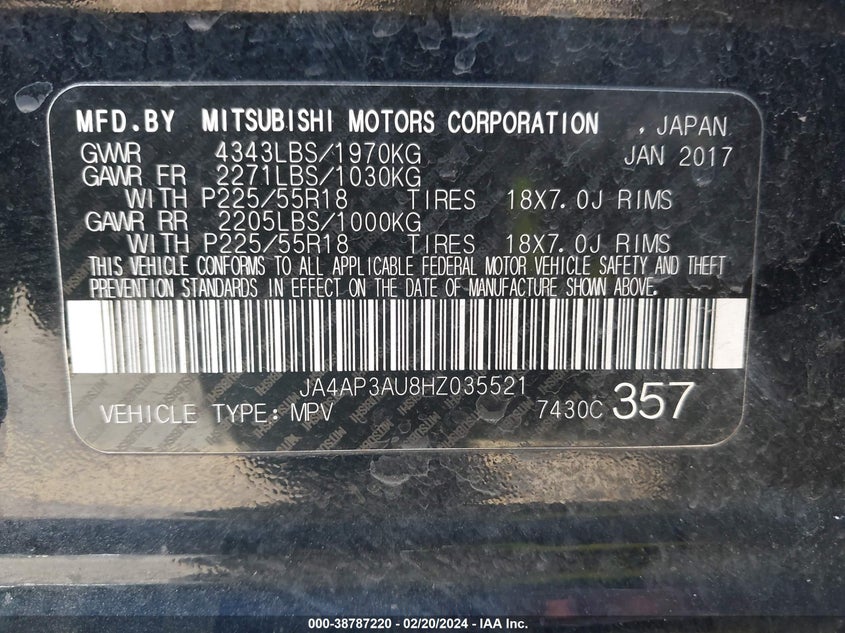 MFD.BY MITSUBISHI MOTORS CORPORATION , JAPAN
GVWR 4343LBS/1970KG JAN 2017
GAWR FR 2271LBS/1030KG
WITH P225/55R18 TIRES 18X7.0J RIMS
GAWR RR 2205LBS/1000KG
WITH P225/55R18 TIRES 18X7.0J RIMS
THIS VEHICLE CONFORMS TO ALL APPLICABLE FEDERAL MOTOR VEHICLE SAFETY AND THEFT
PREVENTION STANDARDS IN EFFECT ON THE DATE OF MANUFACTURE SHOWN ABOVE.
JA4AP3AU8HZ035521
VEHICLE TYPE:MPV 7430C 357
000-38787220 - 02/20/2024 - IAA Inc.